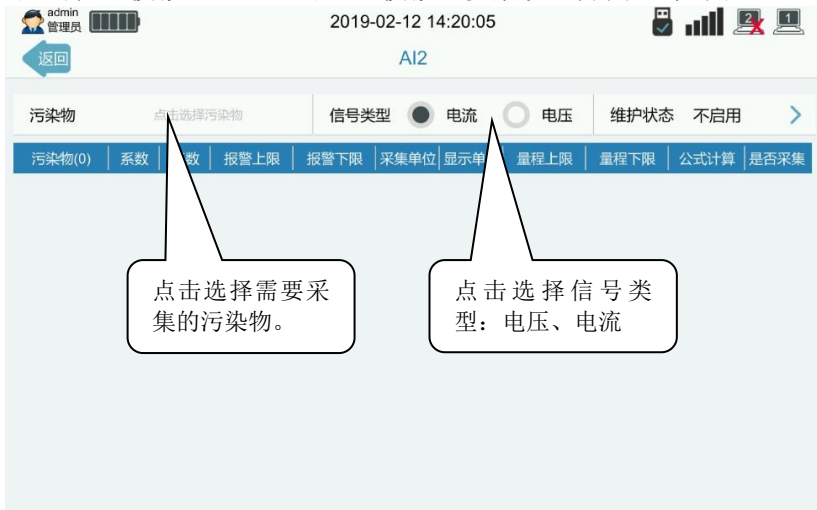 admin
管理员
2019-02-12 14:20:05
2
1
返回
AI2
污染物 点击选择污染物 信号类型 电流 电压 维护状态 不启用
污染物(0) 系数 数 报警上限 报警下限 采集单位 显示单 量程上限 量程下限 公式计算 是否采集
点击选择需要采
集的污染物。
点击选择信号类
型：电压、电流